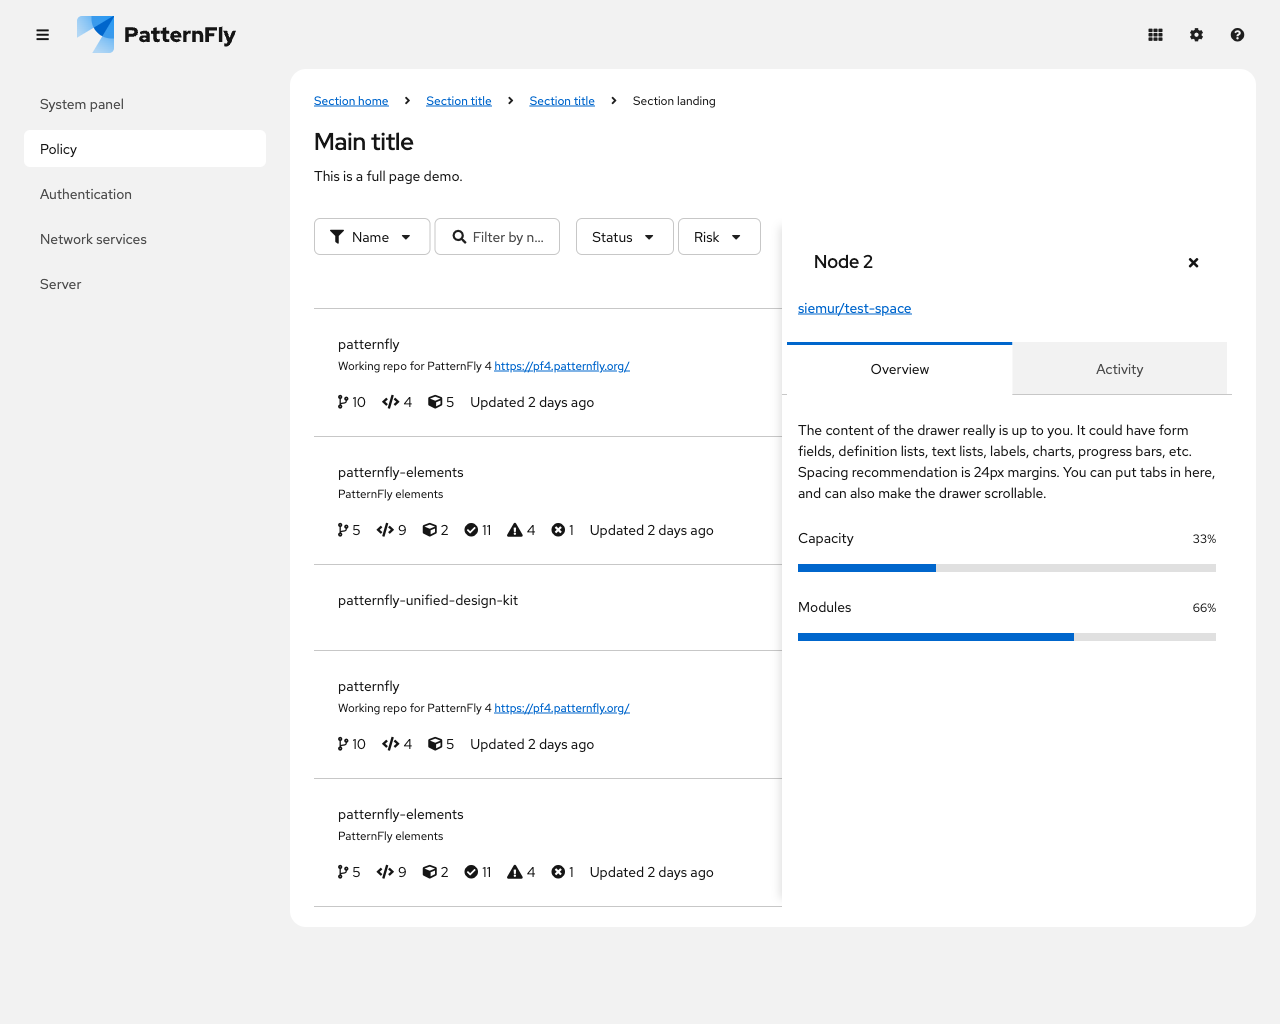 PatternFly
System panel
Policy
Authentication
Network services
Server
Section home
Section title
Section title
Section landing
Main title
This is a full page demo.
Name
Filter by n...
Status
Risk
patternfly
Working repo for PatternFly 4 https://pf4.patternfly.org/
10 4 5 Updated 2 days ago
patternfly-elements
PatternFly elements
5 9 2 11 4 1 Updated 2 days ago
patternfly-unified-design-kit
patternfly
Working repo for PatternFly 4 https://pf4.patternfly.org/
10 4 5 Updated 2 days ago
patternfly-elements
PatternFly elements
5 9 2 11 4 1 Updated 2 days ago
Node 2
siemur/test-space
Overview
Activity
The content of the drawer really is up to you. It could have form
fields, definition lists, text lists, labels, charts, progress bars, etc.
Spacing recommendation is 24px margins. You can put tabs in here,
and can also make the drawer scrollable.
Capacity 33%
Modules 66%